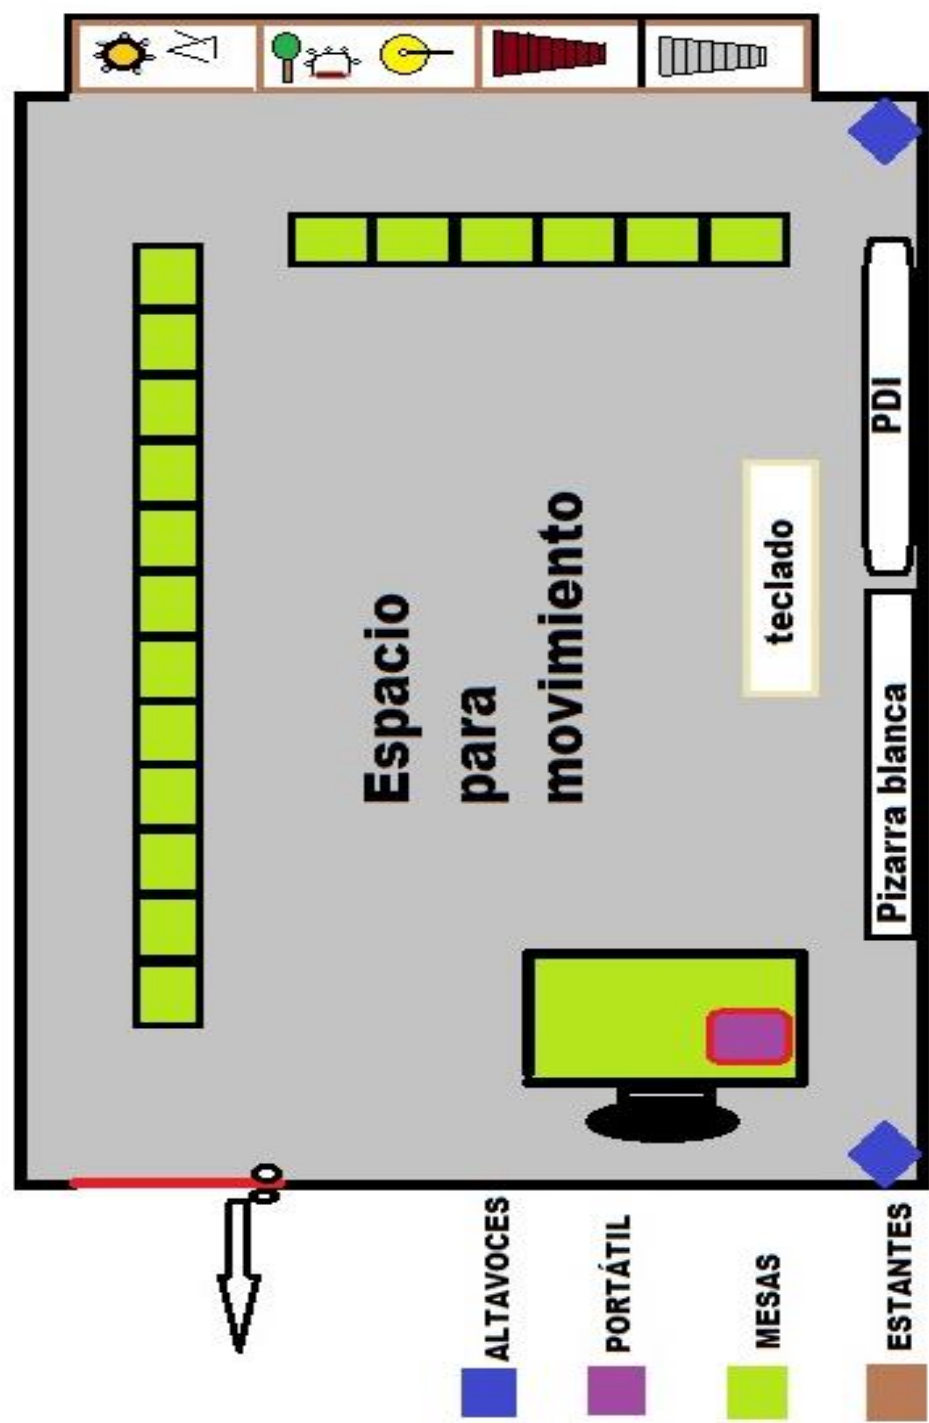 Espacio
para
movimiento
teclado
PDI
Pizarra blanca
ALTAVOCES
PORTÁTIL
MESAS
ESTANTES